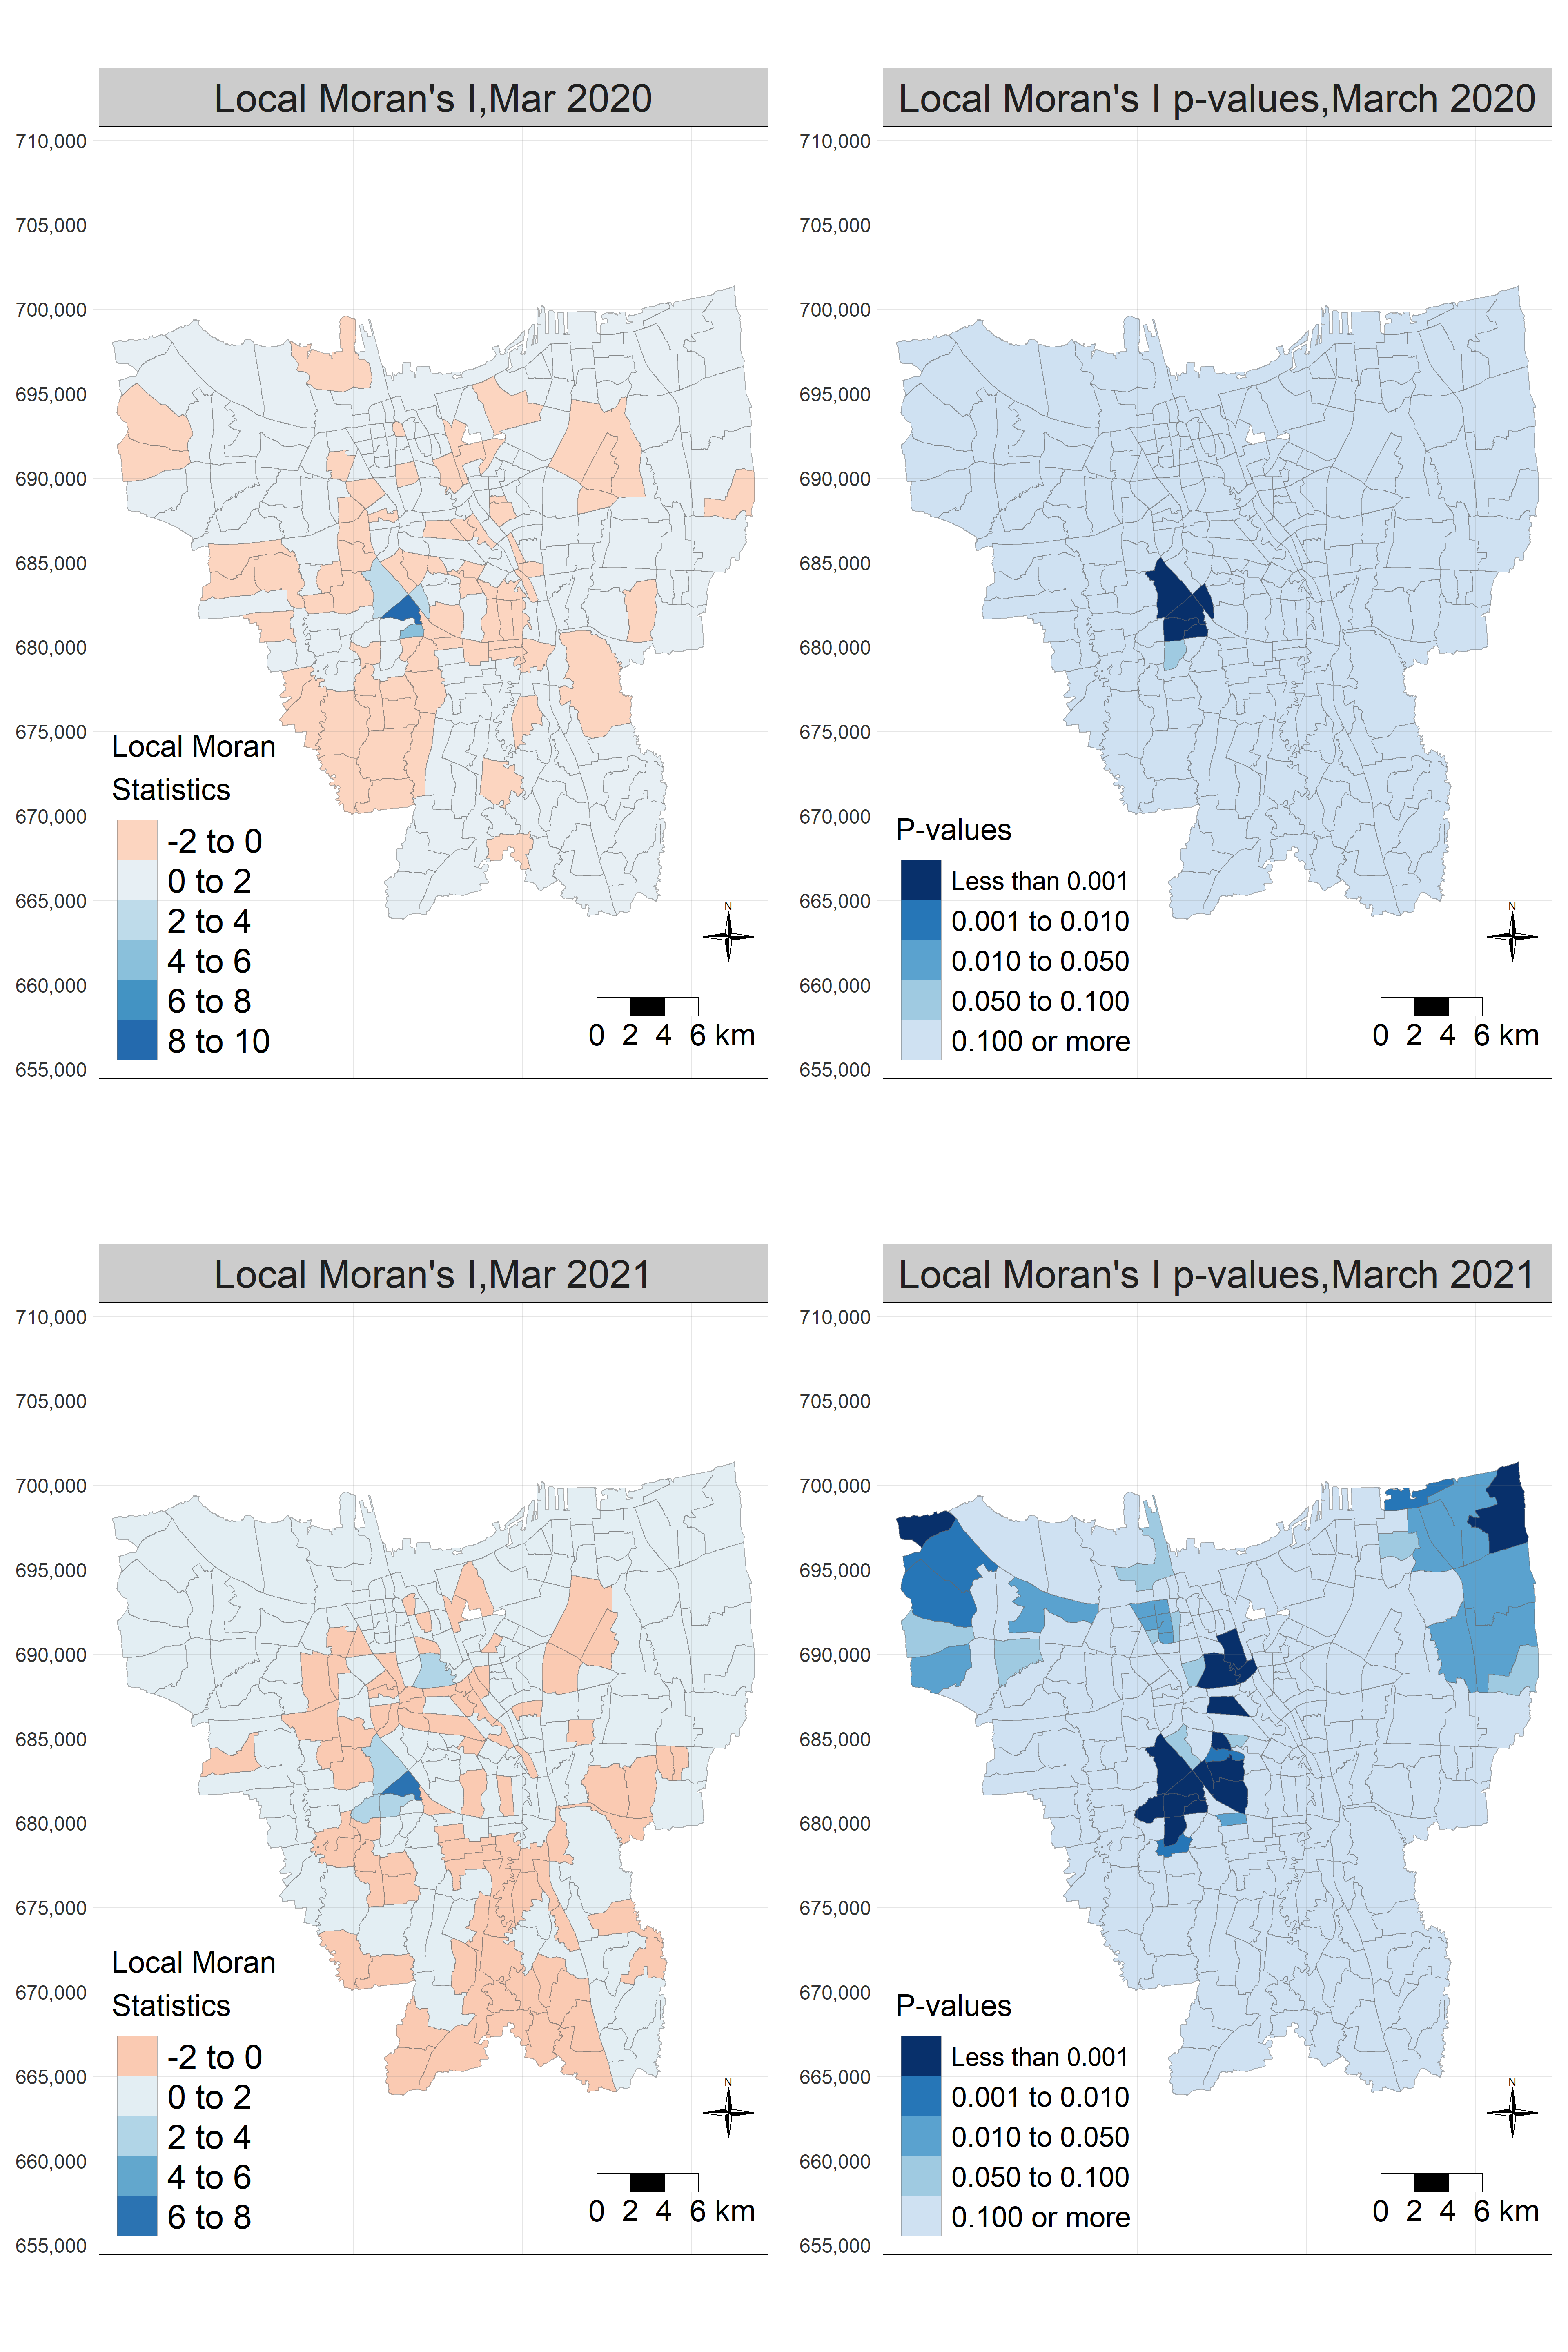 Local Moran's I,Mar 2020
710,000
705,000
700,000
695,000
690,000
685,000
680,000
675,000
670,000
665,000
660,000
655,000
Local Moran
Statistics
-2 to 0
0 to 2
2 to 4
4 to 6
6 to 8
8 to 10
N
0 2 4 6 km
Local Moran's I p-values,March 2020
710,000
705,000
700,000
695,000
690,000
685,000
680,000
675,000
670,000
665,000
660,000
655,000
P-values
Less than 0.001
0.001 to 0.010
0.010 to 0.050
0.050 to 0.100
0.100 or more
N
0 2 4 6 km
Local Moran's I,Mar 2021
710,000
705,000
700,000
695,000
690,000
685,000
680,000
675,000
670,000
665,000
660,000
655,000
Local Moran
Statistics
-2 to 0
0 to 2
2 to 4
4 to 6
6 to 8
N
0 2 4 6 km
Local Moran's I p-values,March 2021
710,000
705,000
700,000
695,000
690,000
685,000
680,000
675,000
670,000
665,000
660,000
655,000
P-values
Less than 0.001
0.001 to 0.010
0.010 to 0.050
0.050 to 0.100
0.100 or more
N
0 2 4 6 km